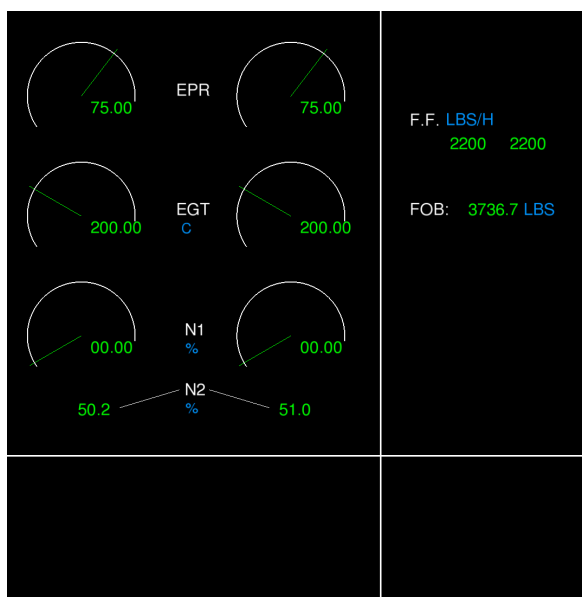 EPR
75.00 75.00
EGT
C
200.00 200.00
N1
%
00.00 00.00
N2
%
50.2 51.0
F.F. LBS/H
2200 2200
FOB: 3736.7 LBS